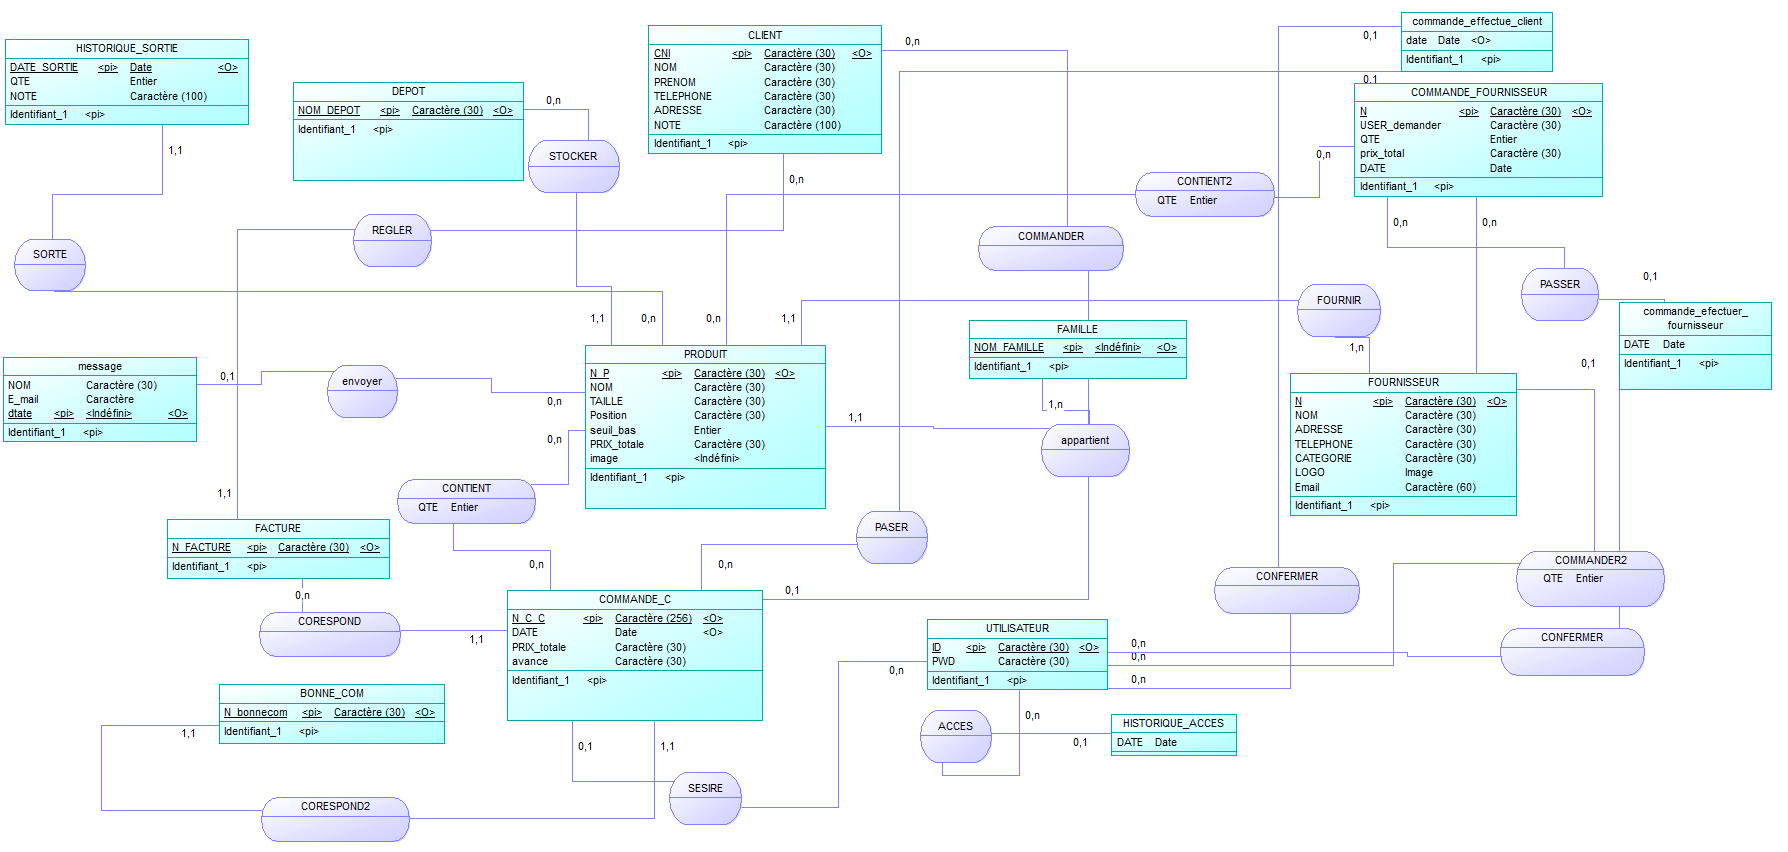 HISTORIQUE_SORTIE
DATE_SORTIE <pi> Date <O>
QTE Entier
NOTE Caractère (100)
Identifiant_1 <pi>
1,1
SORTE
DEPOT
NOM_DEPOT <pi> Caractère (30) <O>
Identifiant_1 <pi>
0,n
STOCKER
1,1
CLIENT
CNI <pi> Caractère (30) <O>
NOM Caractère (30)
PRENOM Caractère (30)
TELEPHONE Caractère (30)
ADRESSE Caractère (30)
NOTE Caractère (100)
Identifiant_1 <pi>
0,n
0,n
REGLER
COMMANDER
commande_effectue_client
date Date <O>
Identifiant_1 <pi>
0,1
0,1
COMMANDE_FOURNISSEUR
N <pi> Caractère (30) <O>
USER_demander Caractère (30)
QTE Entier
prix_total Caractère (30)
DATE Date
Identifiant_1 <pi>
0,n
0,n
0,n
CONTIENT2
QTE Entier
PASSER
0,1
commande_efectuer_
fournisseur
DATE Date
Identifiant_1 <pi>
0,1
FOURNIR
1,n
1,1
0,n
0,n
FAMILLE
NOM_FAMILLE <pi> <Indéfini> <O>
Identifiant_1 <pi>
1,n
appartient
1,1
PRODUIT
N_P <pi> Caractère (30) <O>
NOM Caractère (30)
TAILLE Caractère (30)
Position Caractère (30)
seuil_bas Entier
PRIX_totale Caractère (30)
image <Indéfini>
Identifiant_1 <pi>
message
NOM Caractère (30)
E_mail Caractère
dtate <pi> <Indéfini> <O>
Identifiant_1 <pi>
0,1
envoyer
0,n
0,n
FOURNISSEUR
N <pi> Caractère (30) <O>
NOM Caractère (30)
ADRESSE Caractère (30)
TELEPHONE Caractère (30)
CATEGORIE Caractère (30)
LOGO Image
Email Caractère (60)
Identifiant_1 <pi>
CONTIENT
QTE Entier
0,n
1,1
FACTURE
N_FACTURE <pi> Caractère (30) <O>
Identifiant_1 <pi>
0,n
CORESPOND
1,1
PASER
0,n
0,1
COMMANDE_C
N_C_C <pi> Caractère (256) <O>
DATE Date <O>
PRIX_totale Caractère (30)
avance Caractère (30)
Identifiant_1 <pi>
0,1
1,1
CONFERMER
COMMANDER2
QTE Entier
CONFERMER
UTILISATEUR
ID <pi> Caractère (30) <O>
PWD Caractère (30)
Identifiant_1 <pi>
0,n
0,n
0,n
0,n
0,n
BONNE_COM
N_bonnecom <pi> Caractère (30) <O>
Identifiant_1 <pi>
1,1
CORESPOND2
SESIRE
ACCES
0,1
HISTORIQUE_ACCES
DATE Date